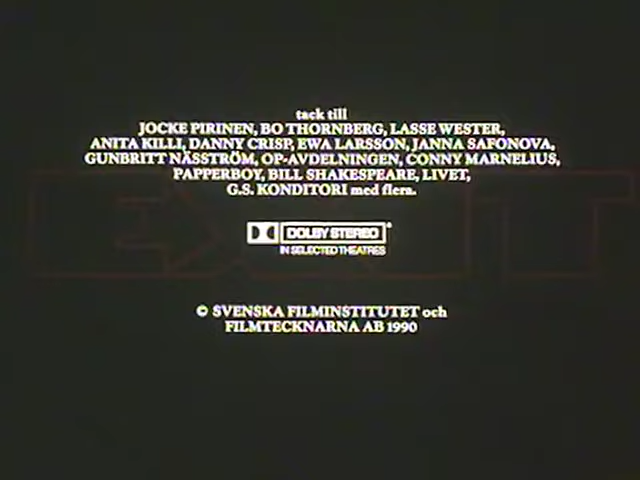 tack till
JOCKE PIRINEN, BO THORNBERG, LASSE WESTER,
ANITA KILLI, DANNY CRISP, EWA LARSSON, JANNA SAFONOVA,
GUNBRITT NÄSSTRÖM, OP-AVDELNINGEN, CONNY MARNELIUS,
PAPPERBOY, BILL SHAKESPEARE, LIVET,
G.S. KONDITORI med flera.
EXIT
DOLBY STEREO
IN SELECTED THEATRES
© SVENSKA FILMINSTITUTET och
FILMTECKNARNA AB 1990